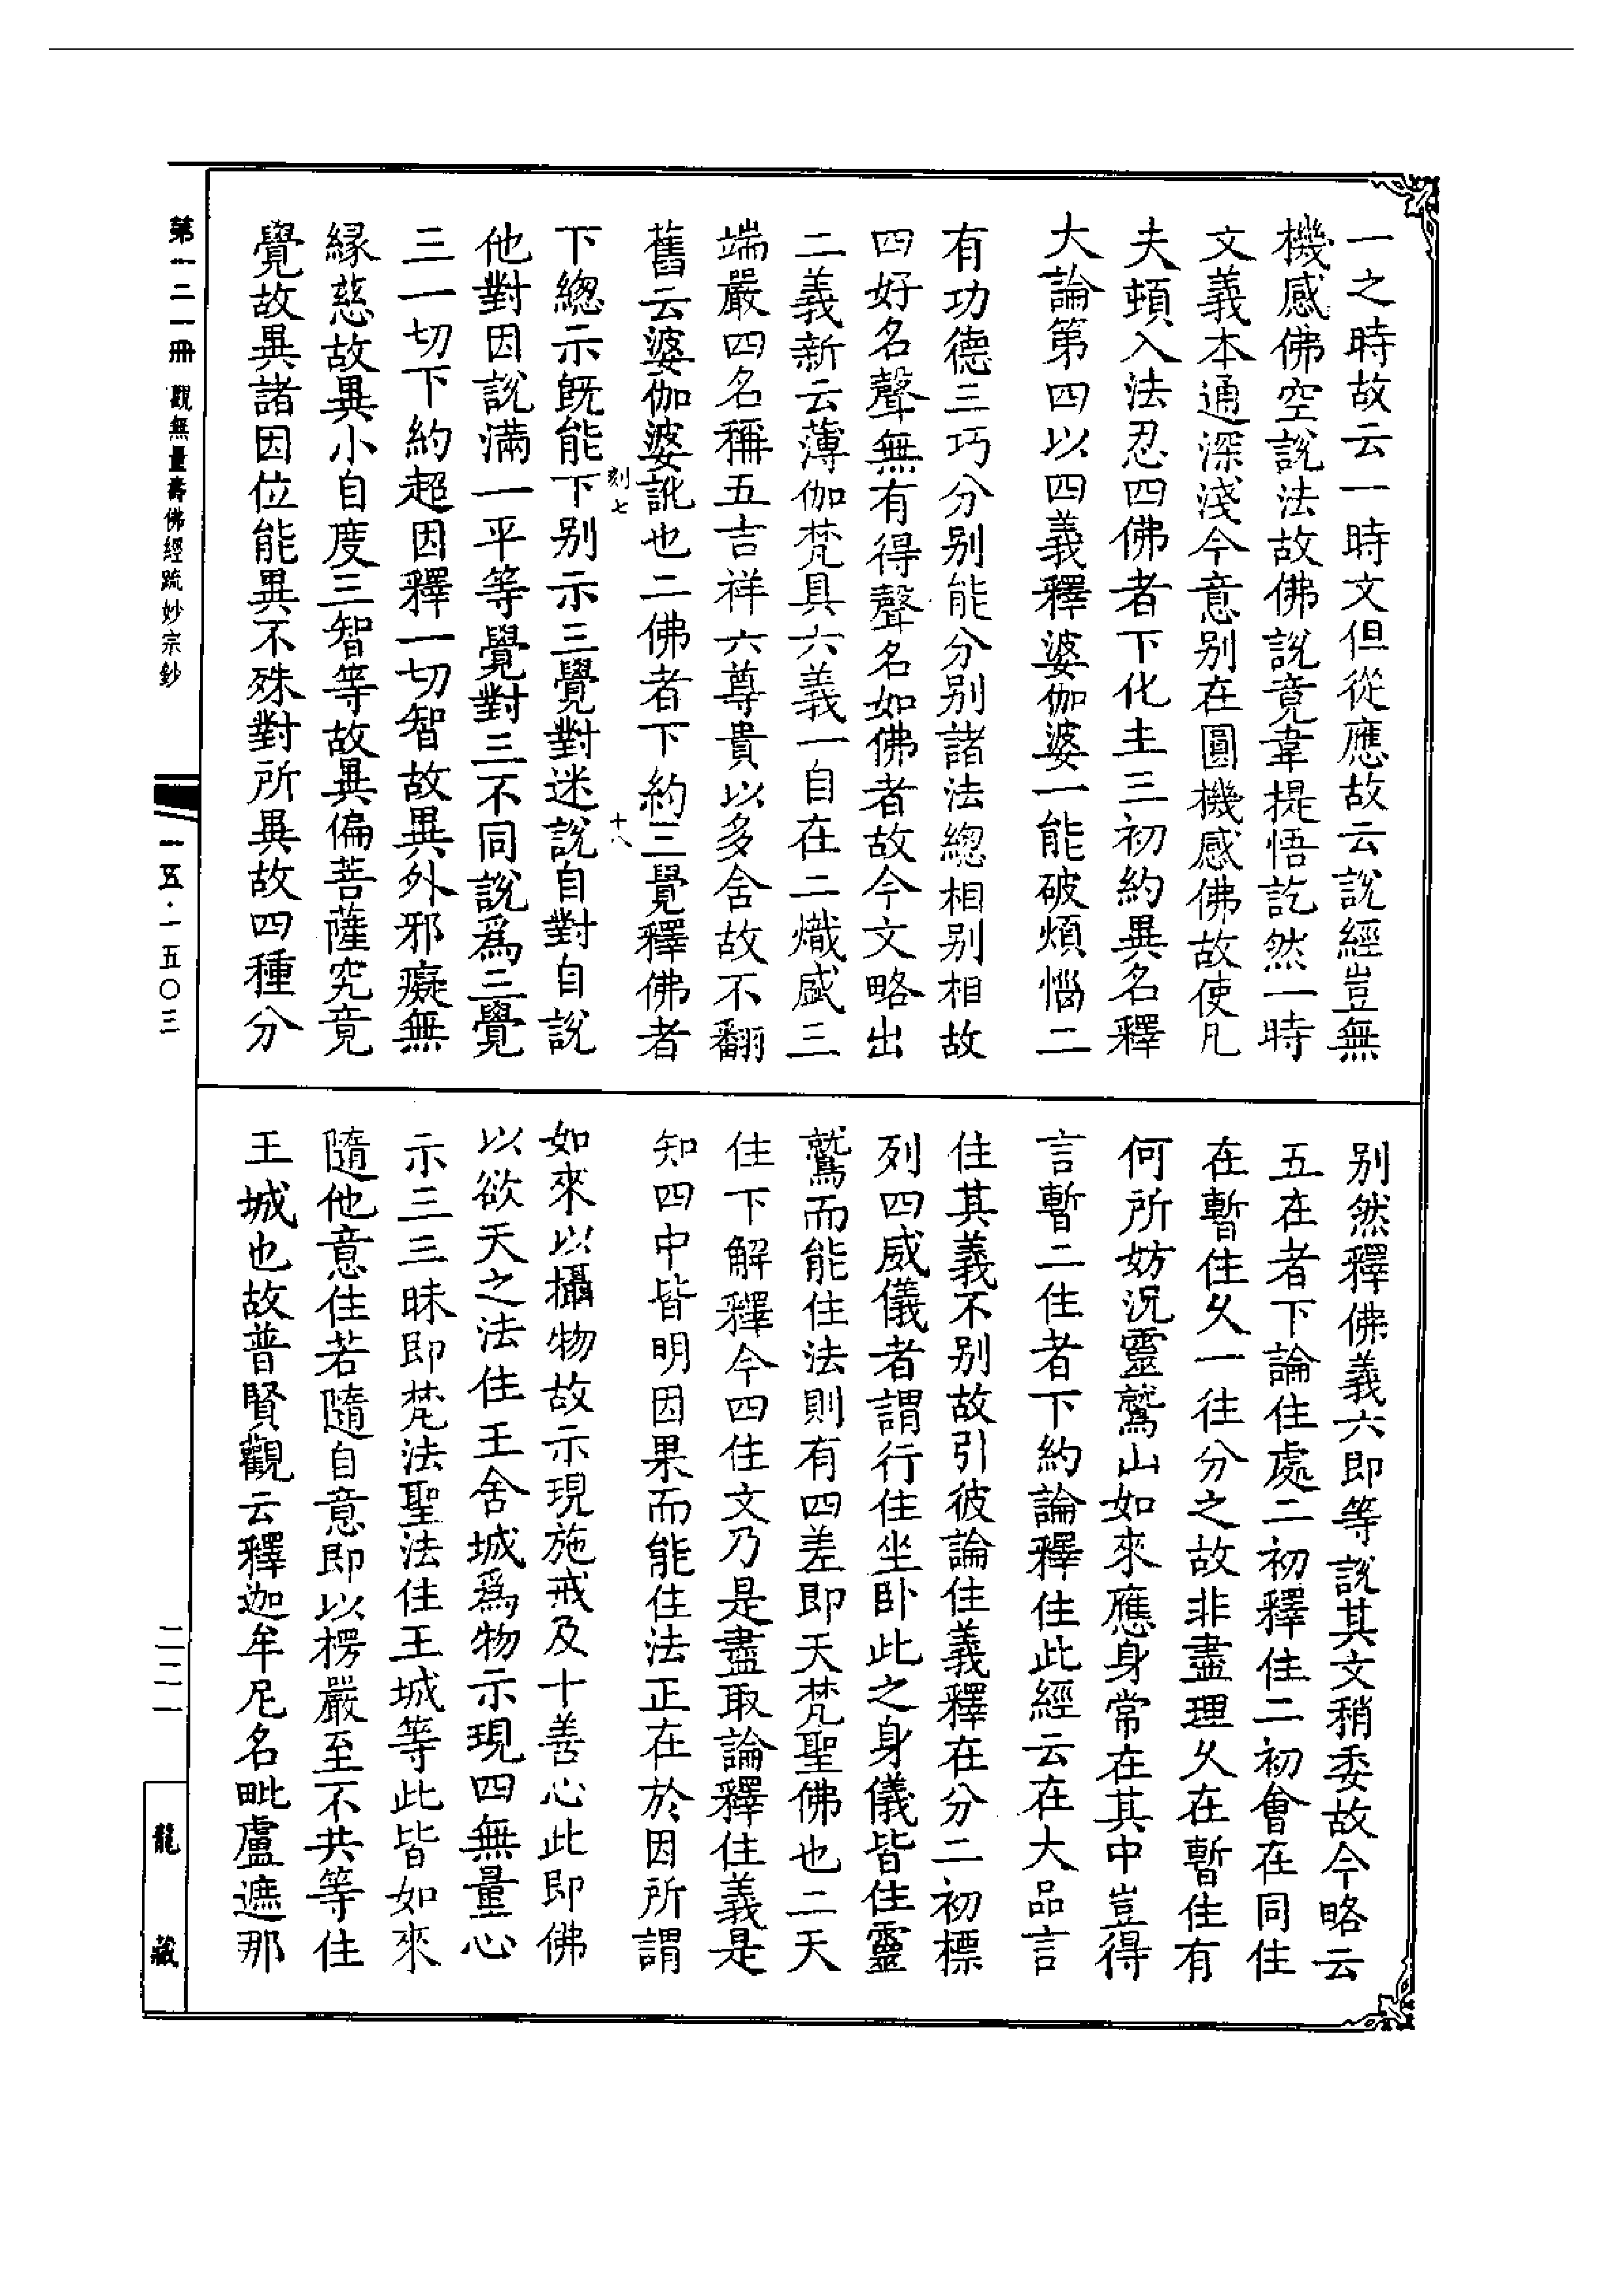 一之時故云一時文但從應故云說經豈無
機感佛空說法故佛說竟韋提悟訖然一時
文義本通深淺今意別在圓機感佛故使凡
夫頓入法忍四佛者下化主三初約異名釋
大論第四以四義釋婆伽婆一能破煩惱二
有功德三巧分別能分別諸法總相別相故
四好名聲無有得聲名如佛者故今文略出
二義新云薄伽梵具六義一自在二熾盛三
端嚴四名稱五吉祥六尊貴以多含故不翻
舊云婆伽婆訛也二佛者下約三覺釋佛者
刻七 十八
下總示旣能下別示三覺對迷說自對自說
他對因說滿一平等覺對三不同說爲三覺
三一切下約超因釋一切智故異外邪癡無
緣慈故異小自度三智等故異偏菩薩究竟
覺故異諸因位能異不殊對所異故四種分
別然釋佛義六即等說其文稍委故今略云
五在者下論住處二初釋住二初會在同住
在暫住久一往分之故非盡理久在暫住有
何所妨況靈鷲山如來應身常在其中豈得
言暫二住者下約論釋住此經云在大品言
住其義不別故引彼論住義釋在分二初標
列四威儀者謂行住坐臥此之身儀皆住靈
鷲而能住法則有四差即天梵聖佛也二天
住下解釋今四住文乃是盡取論釋住義是
知四中皆明因果而能住法正在於因所謂
如來以攝物故示現施戒及十善心此即佛
以欲天之法住王舍城爲物示現四無量心
示三三昧即梵法聖法住王城等此皆如來
隨他意住若隨自意即以楞嚴至不共等住
王城也故普賢觀云釋迦牟尼名毗盧遮那
第一二一冊 觀無量壽佛經疏妙宗鈔
一五·一五〇三
二二一
龍藏